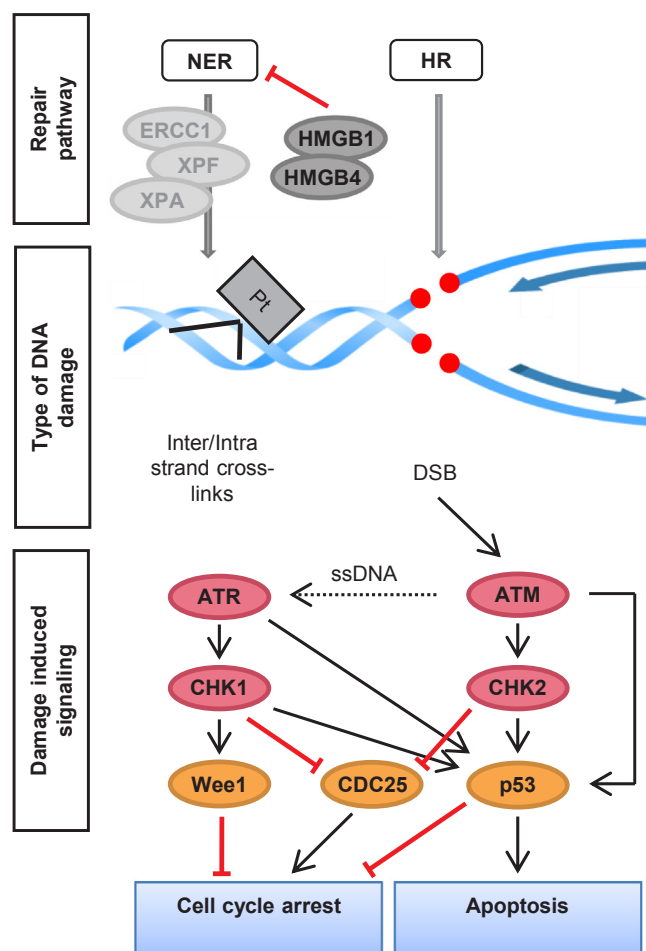 Repair
pathway
NER
HR
ERCC1
XPF
XPA
HMGB1
HMGB4
Type of DNA
damage
Pt
Inter/Intra
strand cross-
links
DSB
Damage induced
signaling
ssDNA
ATR
ATM
CHK1
CHK2
Wee1
CDC25
p53
Cell cycle arrest
Apoptosis